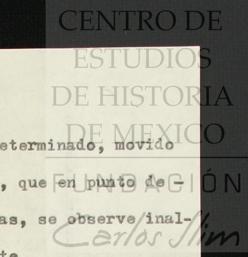 CENTRO DE
ESTUDIOS
DE HISTORIA
DE MEXICO
FUNDACIÓN
Carlos Slim
eterminado, movido
, que en punto de -
as, se observe inal-
te